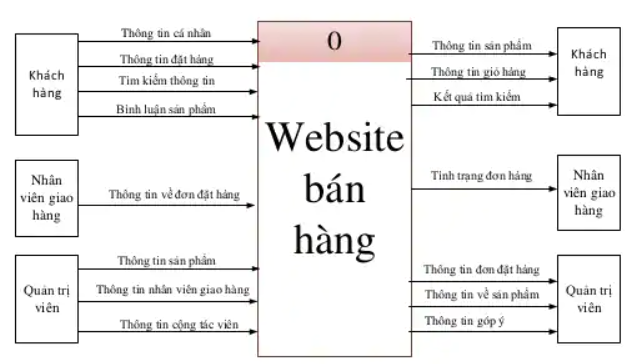 Khách
hàng
Thông tin cá nhân
Thông tin đặt hàng
Tìm kiếm thông tin
Bình luận sản phẩm
Nhân
viên giao
hàng
Thông tin về đơn đặt hàng
Quản trị
viên
Thông tin sản phẩm
Thông tin nhân viên giao hàng
Thông tin cộng tác viên
0
Website
bán
hàng
Thông tin sản phẩm
Thông tin giỏ hàng
Kết quả tìm kiếm
Khách
hàng
Tình trạng đơn hàng
Nhân
viên giao
hàng
Thông tin đơn đặt hàng
Thông tin về sản phẩm
Thông tin góp ý
Quản trị
viên